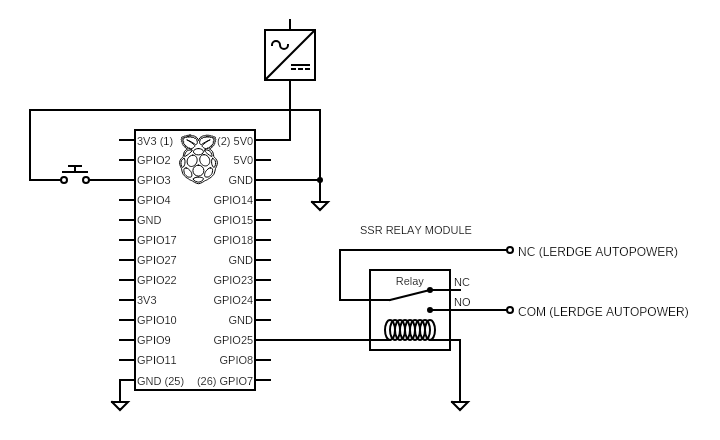 3V3 (1) (2) 5V0
GPIO2 5V0
GPIO3 GND
GPIO4 GPIO14
GND GPIO15
GPIO17 GPIO18
GPIO27 GND
GPIO22 GPIO23
3V3 GPIO24
GPIO10 GND
GPIO9 GPIO25
GPIO11 GPIO8
GND (25) (26) GPIO7
SSR RELAY MODULE
NC (LERDGE AUTOPOWER)
Relay
NC
NO
COM (LERDGE AUTOPOWER)